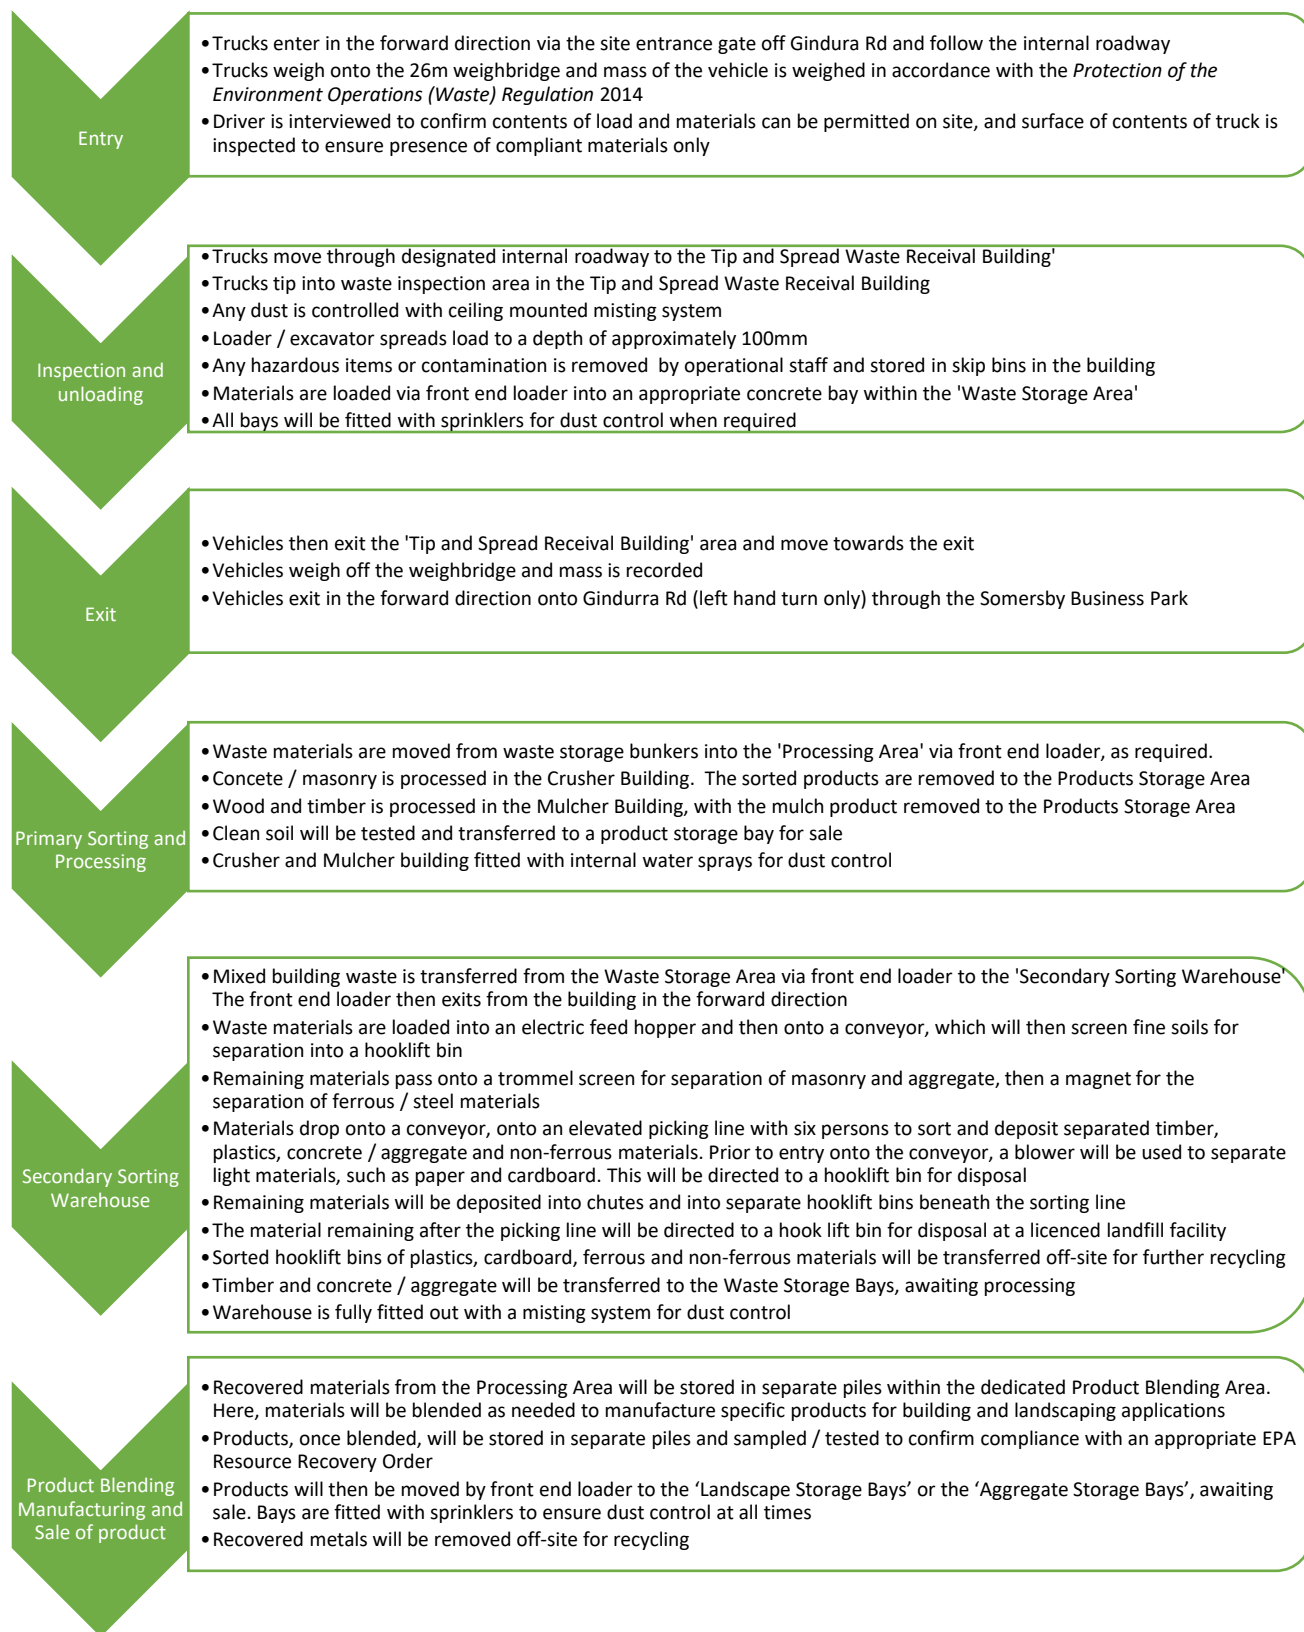 Entry
•Trucks enter in the forward direction via the site entrance gate off Gindura Rd and follow the internal roadway
•Trucks weigh onto the 26m weighbridge and mass of the vehicle is weighed in accordance with the Protection of the
Environment Operations (Waste) Regulation 2014
•Driver is interviewed to confirm contents of load and materials can be permitted on site, and surface of contents of truck is
inspected to ensure presence of compliant materials only
Inspection and
unloading
•Trucks move through designated internal roadway to the Tip and Spread Waste Receival Building'
•Trucks tip into waste inspection area in the Tip and Spread Waste Receival Building
•Any dust is controlled with ceiling mounted misting system
•Loader / excavator spreads load to a depth of approximately 100mm
•Any hazardous items or contamination is removed by operational staff and stored in skip bins in the building
•Materials are loaded via front end loader into an appropriate concrete bay within the 'Waste Storage Area'
•All bays will be fitted with sprinklers for dust control when required
Exit
•Vehicles then exit the 'Tip and Spread Receival Building' area and move towards the exit
•Vehicles weigh off the weighbridge and mass is recorded
•Vehicles exit in the forward direction onto Gindurra Rd (left hand turn only) through the Somersby Business Park
Primary Sorting and
Processing
•Waste materials are moved from waste storage bunkers into the 'Processing Area' via front end loader, as required.
•Concete / masonry is processed in the Crusher Building. The sorted products are removed to the Products Storage Area
•Wood and timber is processed in the Mulcher Building, with the mulch product removed to the Products Storage Area
•Clean soil will be tested and transferred to a product storage bay for sale
•Crusher and Mulcher building fitted with internal water sprays for dust control
Secondary Sorting
Warehouse
•Mixed building waste is transferred from the Waste Storage Area via front end loader to the 'Secondary Sorting Warehouse'
The front end loader then exits from the building in the forward direction
•Waste materials are loaded into an electric feed hopper and then onto a conveyor, which will then screen fine soils for
separation into a hooklift bin
•Remaining materials pass onto a trommel screen for separation of masonry and aggregate, then a magnet for the
separation of ferrous / steel materials
•Materials drop onto a conveyor, onto an elevated picking line with six persons to sort and deposit separated timber,
plastics, concrete / aggregate and non-ferrous materials. Prior to entry onto the conveyor, a blower will be used to separate
light materials, such as paper and cardboard. This will be directed to a hooklift bin for disposal
•Remaining materials will be deposited into chutes and into separate hooklift bins beneath the sorting line
•The material remaining after the picking line will be directed to a hook lift bin for disposal at a licenced landfill facility
•Sorted hooklift bins of plastics, cardboard, ferrous and non-ferrous materials will be transferred off-site for further recycling
•Timber and concrete / aggregate will be transferred to the Waste Storage Bays, awaiting processing
•Warehouse is fully fitted out with a misting system for dust control
Product Blending
Manufacturing and
Sale of product
•Recovered materials from the Processing Area will be stored in separate piles within the dedicated Product Blending Area.
Here, materials will be blended as needed to manufacture specific products for building and landscaping applications
•Products, once blended, will be stored in separate piles and sampled / tested to confirm compliance with an appropriate EPA
Resource Recovery Order
•Products will then be moved by front end loader to the ‘Landscape Storage Bays’ or the ‘Aggregate Storage Bays’, awaiting
sale. Bays are fitted with sprinklers to ensure dust control at all times
•Recovered metals will be removed off-site for recycling